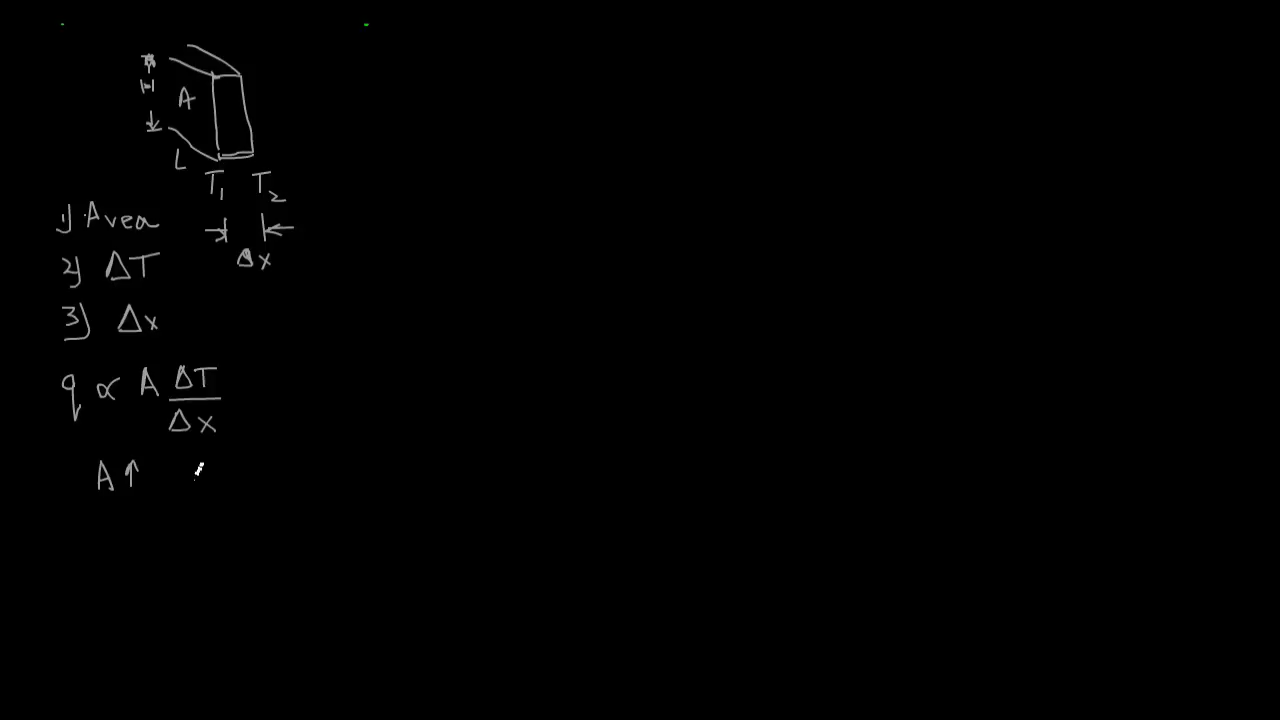 H
A
L
T₁ T₂
Δx
1) Area
2) ΔT
3) Δx
q ∝ A ΔT/Δx
A↑